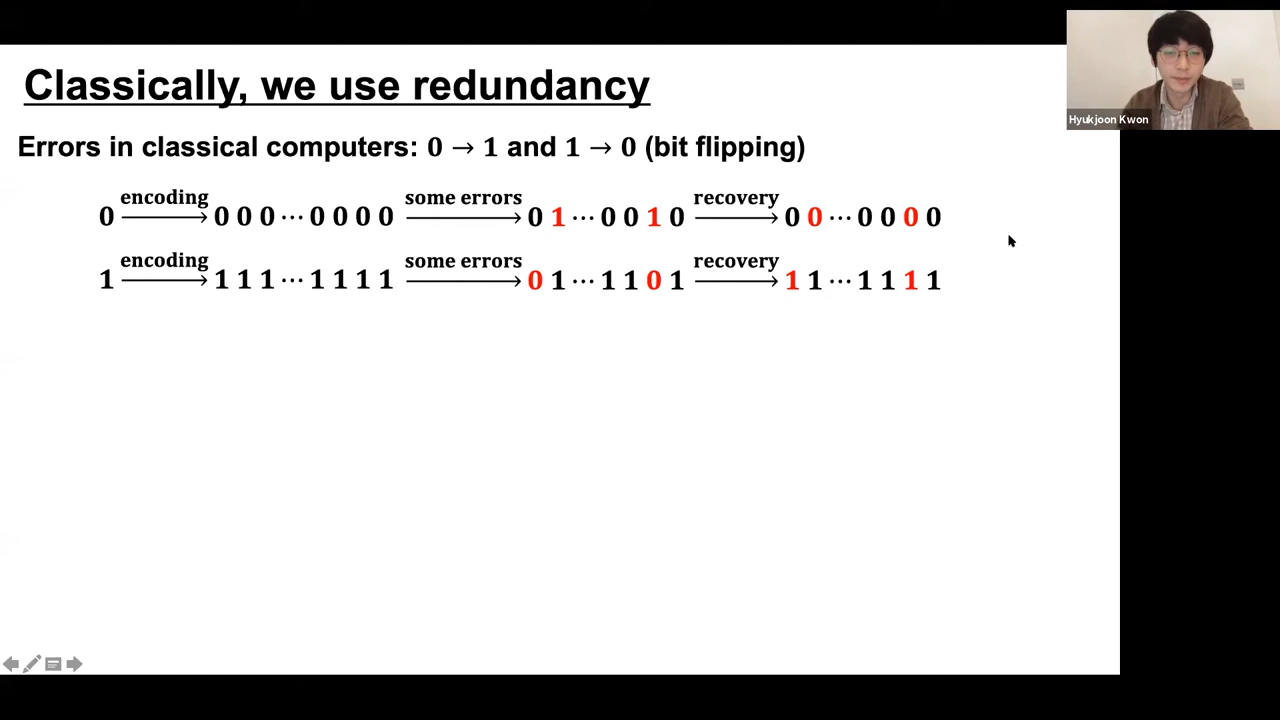 Classically, we use redundancy
Hyukjoon Kwon
Errors in classical computers: 0 → 1 and 1 → 0 (bit flipping)
0 encoding→ 0 0 0 ⋯ 0 0 0 0 some errors→ 0 1 ⋯ 0 0 1 0 recovery→ 0 0 ⋯ 0 0 0 0
1 encoding→ 1 1 1 ⋯ 1 1 1 1 some errors→ 0 1 ⋯ 1 1 0 1 recovery→ 1 1 ⋯ 1 1 1 1